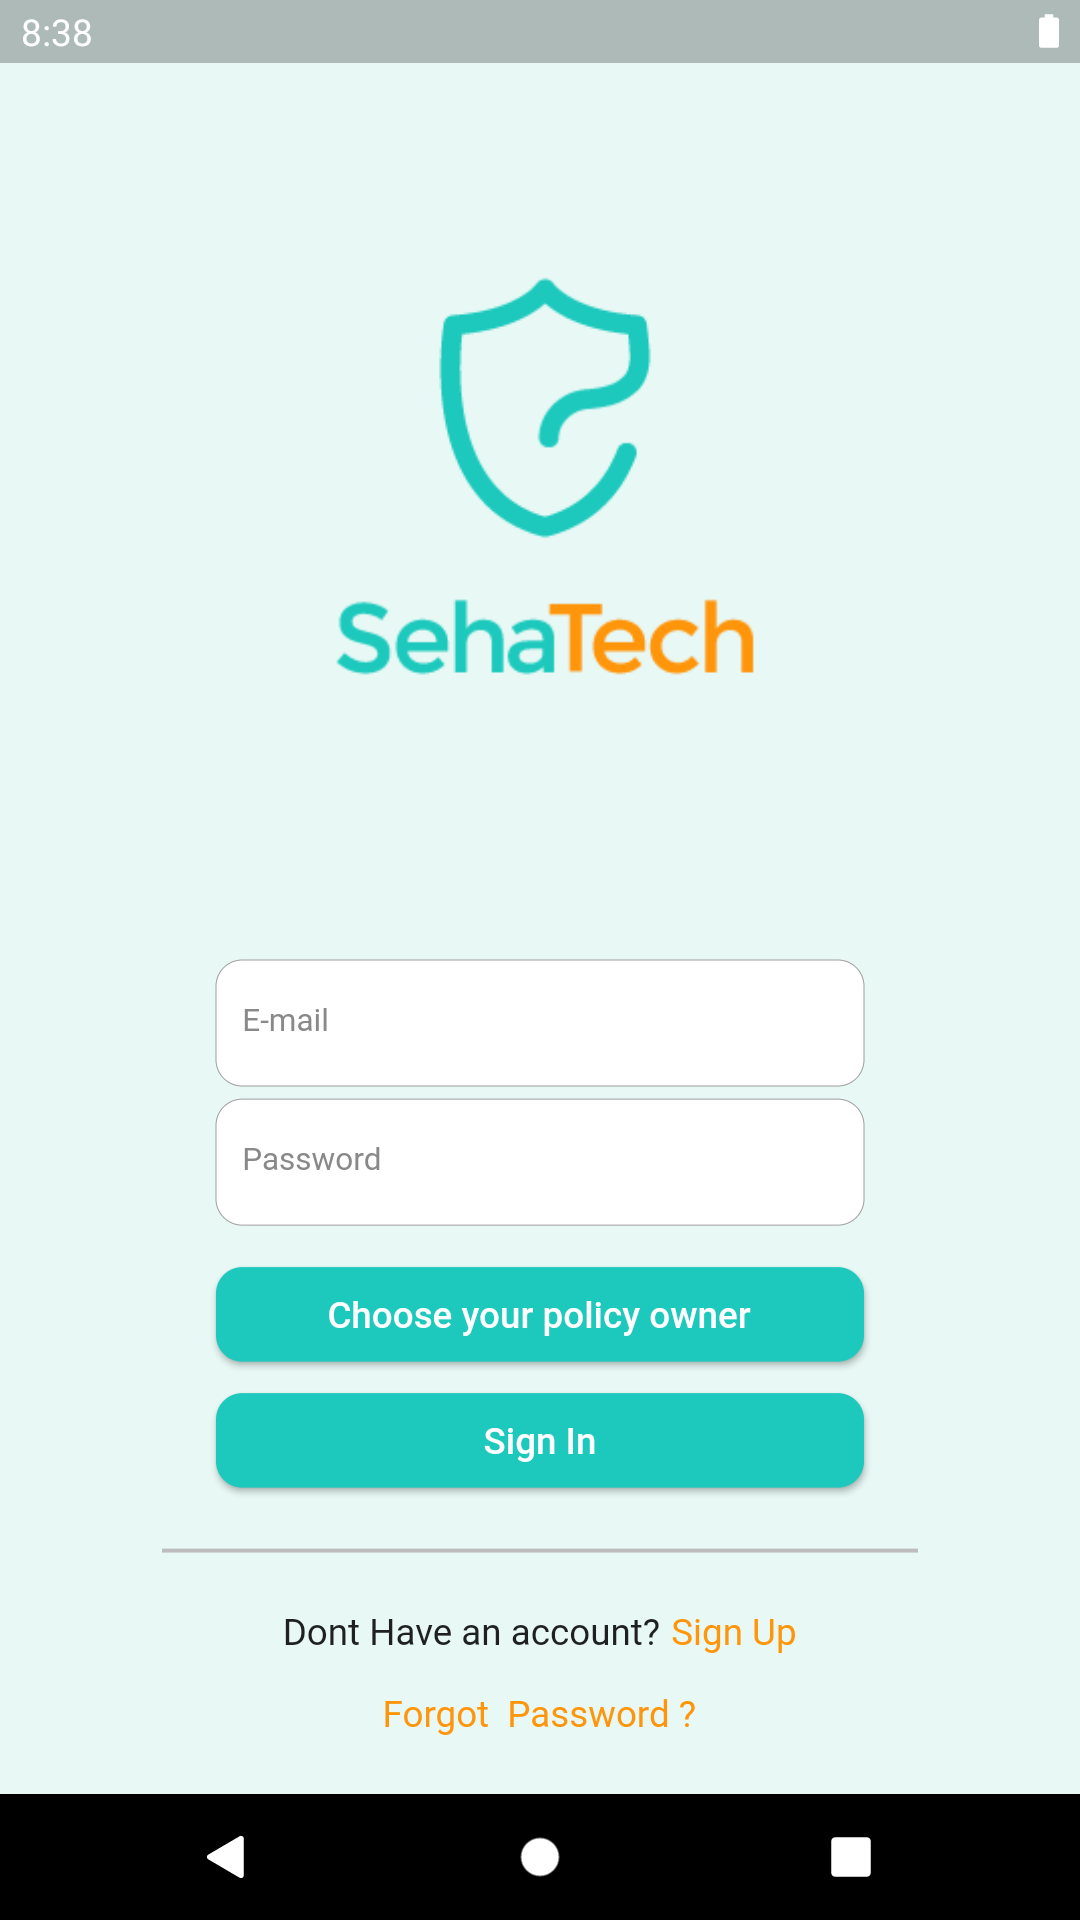 8:38
SehaTech
E-mail
Password
Choose your policy owner
Sign In
Dont Have an account? Sign Up
Forgot  Password ?